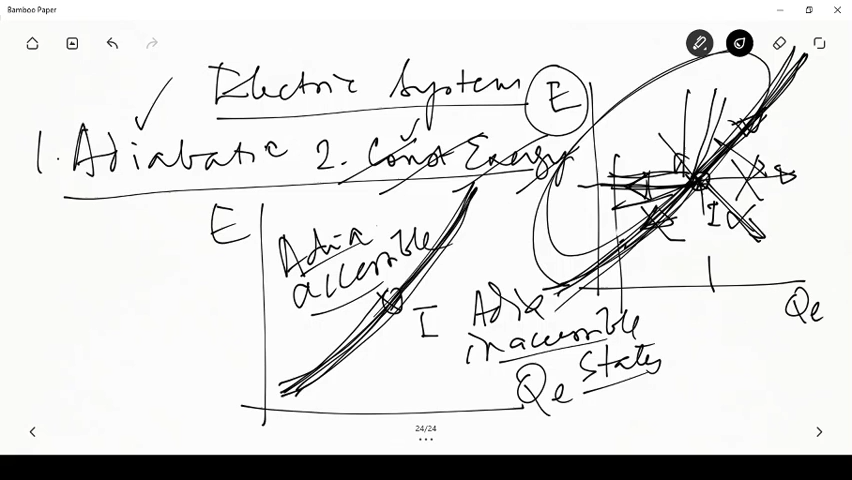 Bamboo Paper
Electric System E
1. Adiabatic 2. Const Energy
E
Adia
accessible
I
I
Qe
Adia
inaccessible
States
Qe
24/24